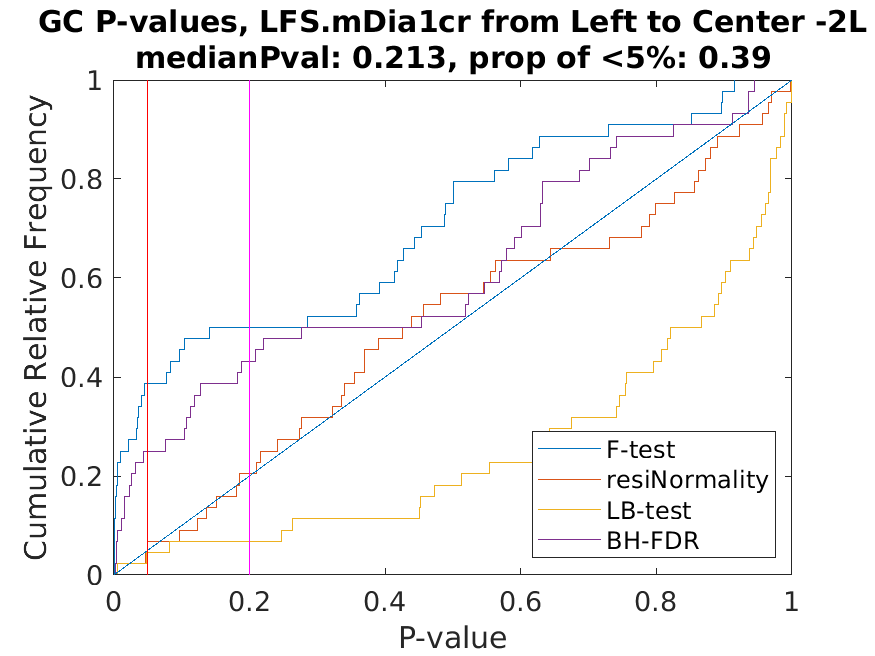 GC P-values, LFS.mDia1cr from Left to Center -2L
medianPval: 0.213, prop of <5%: 0.39
Cumulative Relative Frequency
1
0.8
0.6
0.4
0.2
0
F-test
resiNormality
LB-test
BH-FDR
0 0.2 0.4 0.6 0.8 1
P-value